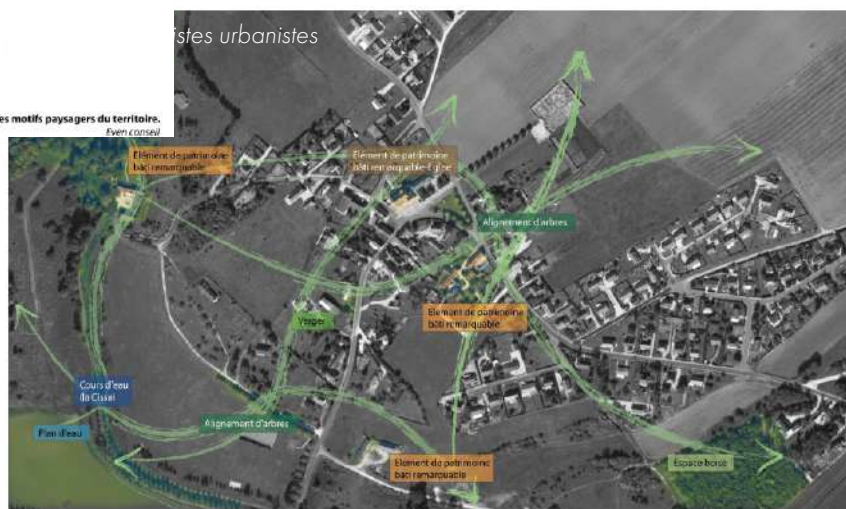 istes urbanistes
es motifs paysagers du territoire.
Even conseil
Elément de patrimoine
bâti remarquable
Elément de patrimoine
bâti remarquable-Eglise
Alignement d'arbres
Verger
Elément de patrimoine
bâti remarquable
Cours d'eau
(la Cisse)
Plan d'eau
Alignement d'arbres
Elément de patrimoine
bâti remarquable
Espace boisé